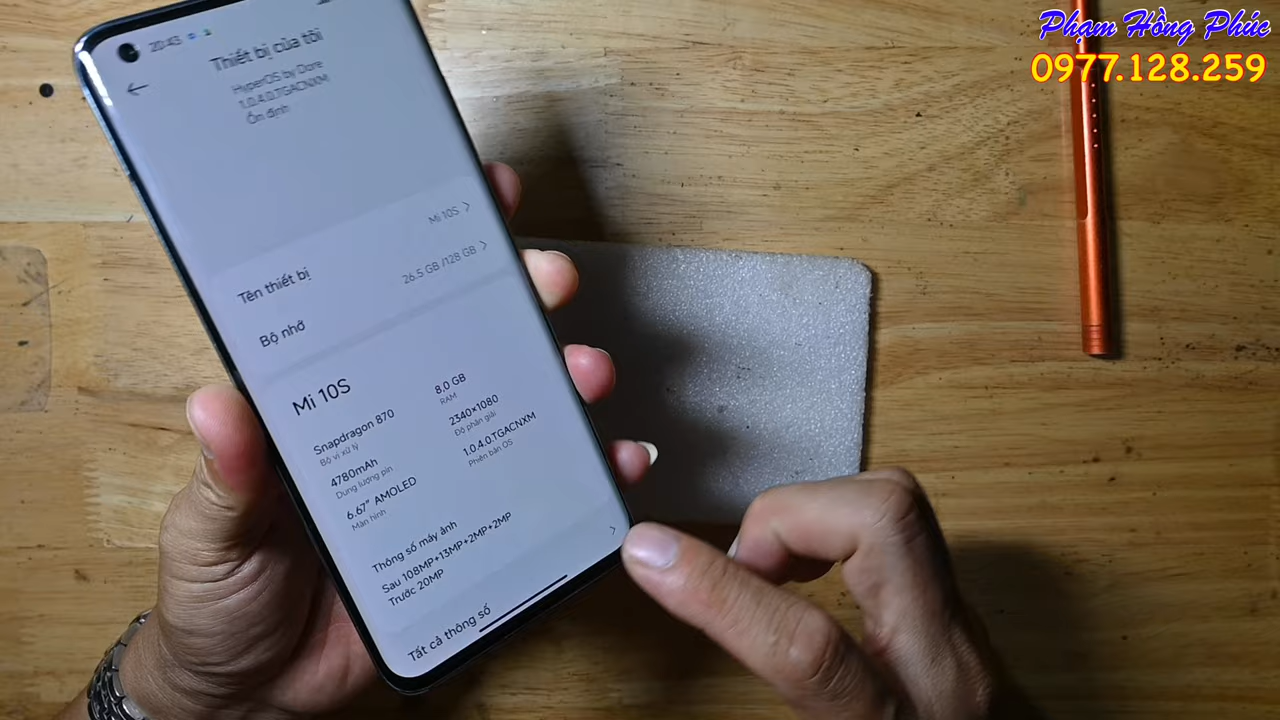 Phạm Hồng Phúc
0977.128.259
20:43
Thiết bị của tôi
HyperOS by Dore
1.0.4.0.TGACNXM
Ổn định
Mi 10S
Tên thiết bị
26.5 GB /128 GB
Bộ nhớ
Mi 10S
Snapdragon 870
Bộ vi xử lý
8.0 GB
RAM
4780mAh
Dung lượng pin
2340×1080
Độ phân giải
6.67" AMOLED
Màn hình
1.0.4.0.TGACNXM
Phiên bản OS
Thông số máy ảnh
Sau 108MP+13MP+2MP+2MP
Trước 20MP
Tất cả thông số